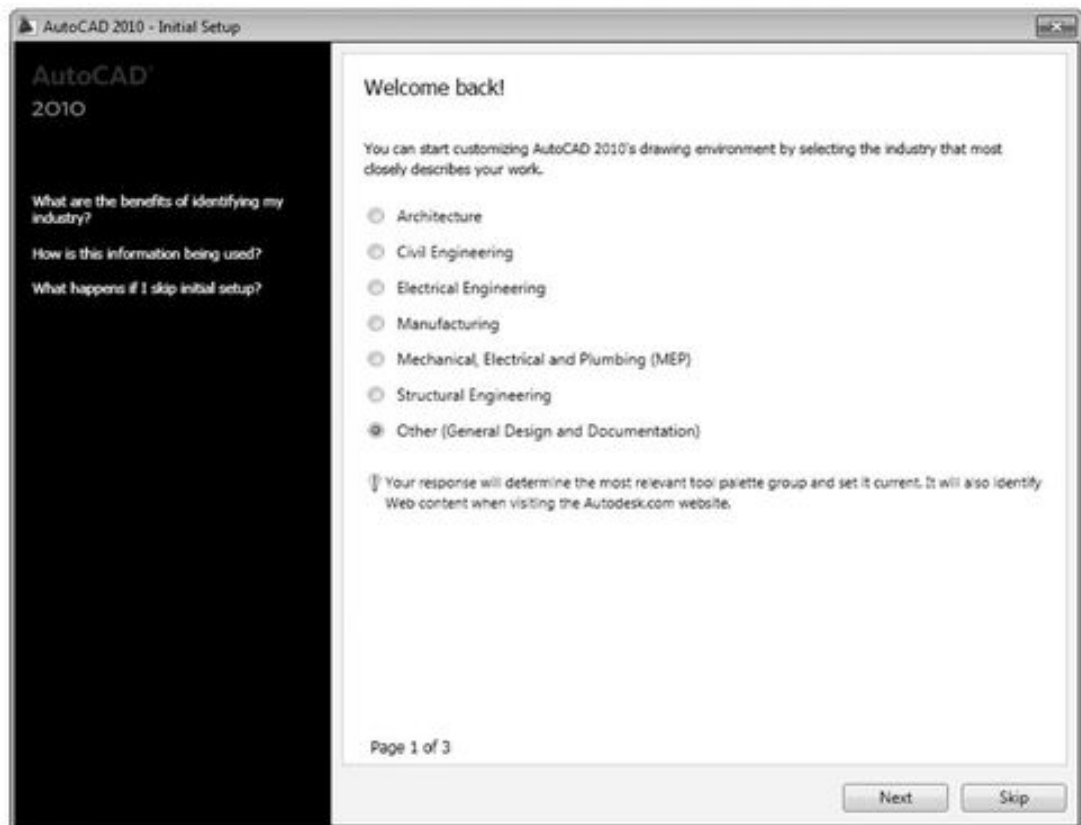 AutoCAD 2010 - Initial Setup
AutoCAD®
2010
What are the benefits of identifying my
industry?
How is this information being used?
What happens if I skip initial setup?
Welcome back!
You can start customizing AutoCAD 2010's drawing environment by selecting the industry that most
closely describes your work.
Architecture
Civil Engineering
Electrical Engineering
Manufacturing
Mechanical, Electrical and Plumbing (MEP)
Structural Engineering
Other (General Design and Documentation)
Your response will determine the most relevant tool palette group and set it current. It will also identify
Web content when visiting the Autodesk.com website.
Page 1 of 3
Next
Skip